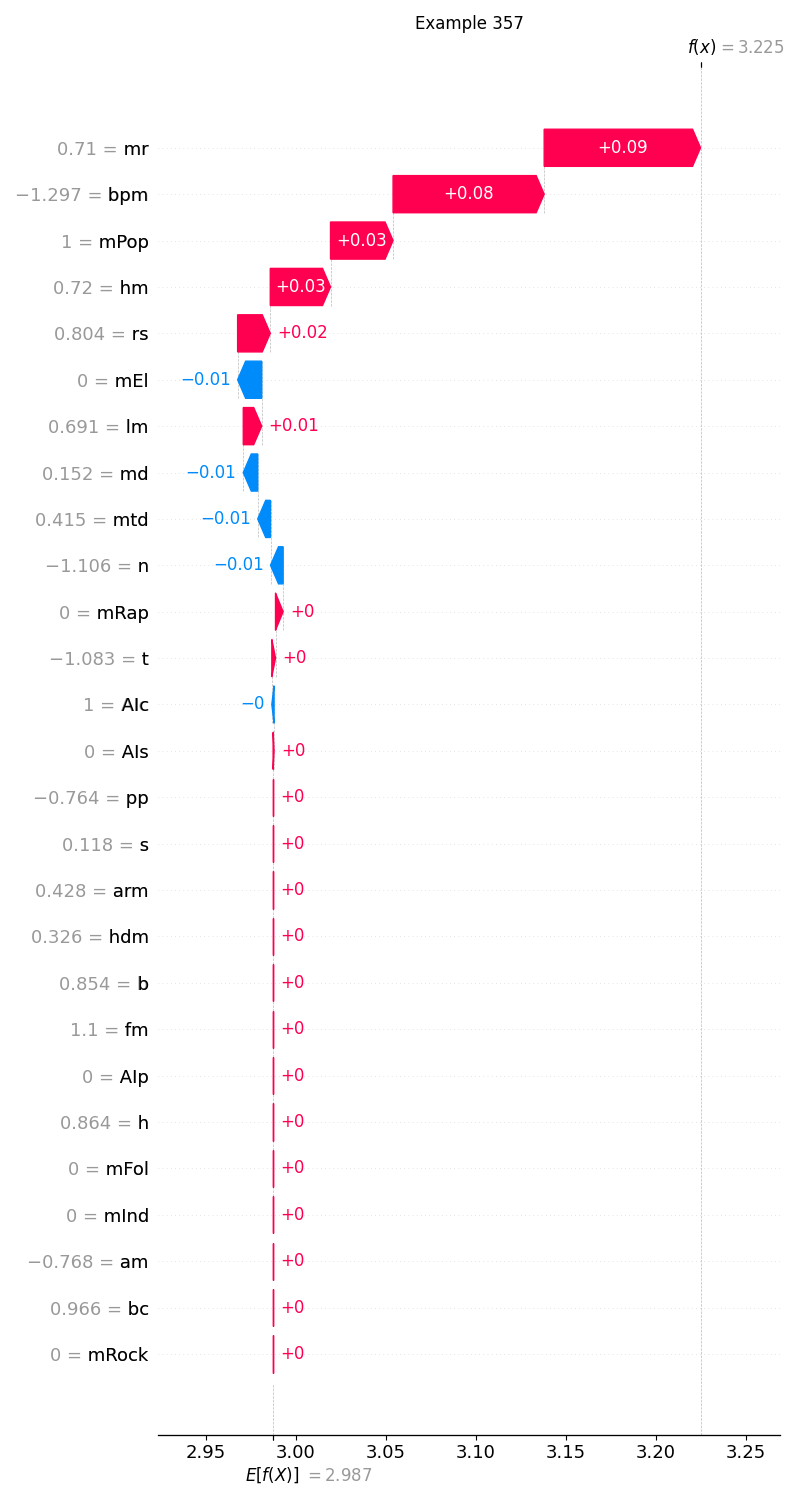 Example 357
f(x) = 3.225
0.71 = mr +0.09
−1.297 = bpm +0.08
1 = mPop +0.03
0.72 = hm +0.03
0.804 = rs +0.02
0 = mEl −0.01
0.691 = lm +0.01
0.152 = md −0.01
0.415 = mtd −0.01
−1.106 = n −0.01
0 = mRap +0
−1.083 = t +0
1 = AIc −0
0 = AIs +0
−0.764 = pp +0
0.118 = s +0
0.428 = arm +0
0.326 = hdm +0
0.854 = b +0
1.1 = fm +0
0 = AIp +0
0.864 = h +0
0 = mFol +0
0 = mInd +0
−0.768 = am +0
0.966 = bc +0
0 = mRock +0
2.95 3.00 3.05 3.10 3.15 3.20 3.25
E[f(X)] = 2.987